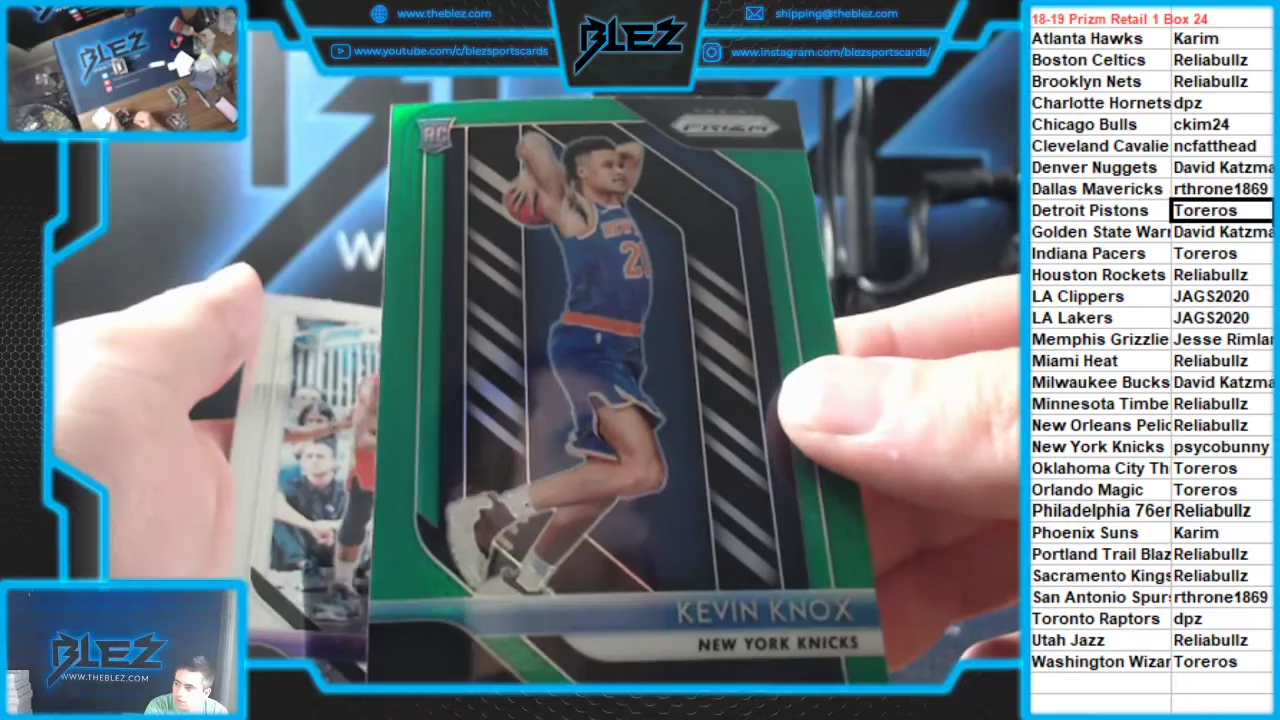 www.theblez.com
www.youtube.com/c/blezsportscards
BLEZ
shipping@theblez.com
www.instagram.com/blezsportscards/
RC
PRIZM
KEVIN KNOX
NEW YORK KNICKS
BLEZ
BLEZ
WWW.THEBLEZ.COM
18-19 Prizm Retail 1 Box 24
Atlanta Hawks Karim
Boston Celtics Reliabullz
Brooklyn Nets Reliabullz
Charlotte Hornets dpz
Chicago Bulls ckim24
Cleveland Cavalie ncfatthead
Denver Nuggets David Katzma
Dallas Mavericks rthrone1869
Detroit Pistons Toreros
Golden State Warr David Katzma
Indiana Pacers Toreros
Houston Rockets Reliabullz
LA Clippers JAGS2020
LA Lakers JAGS2020
Memphis Grizzlie Jesse Rimlar
Miami Heat Reliabullz
Milwaukee Bucks David Katzma
Minnesota Timbe Reliabullz
New Orleans Pelic Reliabullz
New York Knicks psycobunny
Oklahoma City Th Toreros
Orlando Magic Toreros
Philadelphia 76er Reliabullz
Phoenix Suns Karim
Portland Trail Blaz Reliabullz
Sacramento Kings Reliabullz
San Antonio Spurs rthrone1869
Toronto Raptors dpz
Utah Jazz Reliabullz
Washington Wizar Toreros